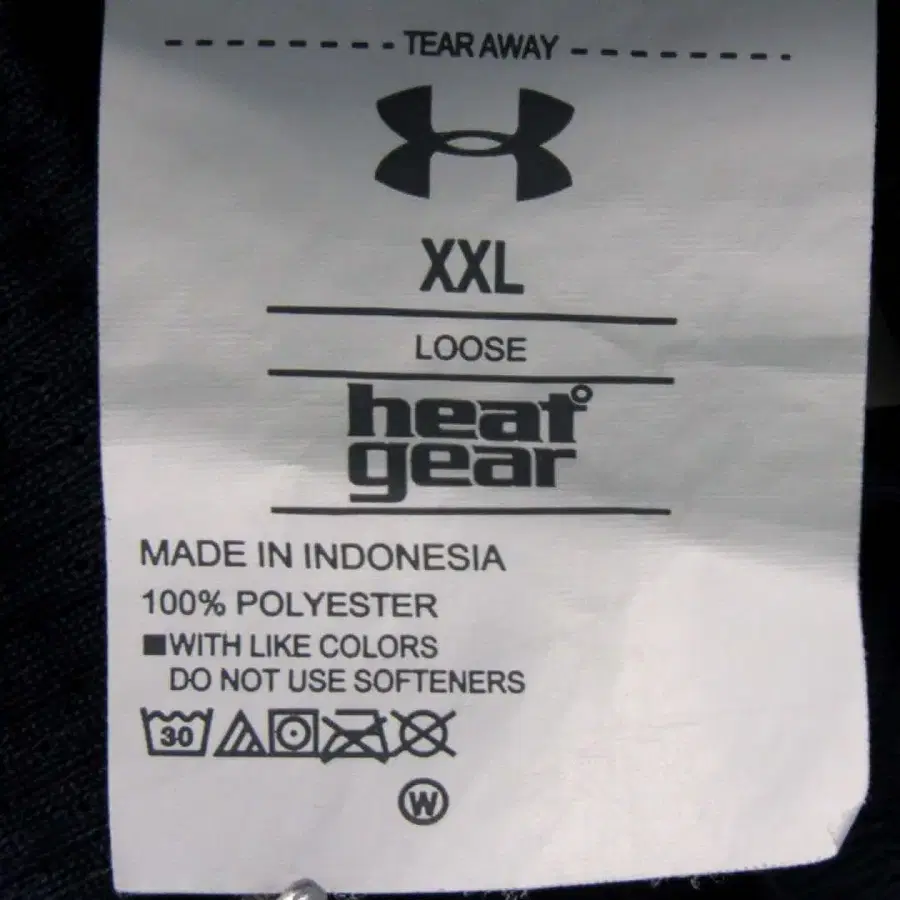 TEAR AWAY
XXL
LOOSE
heat°
gear
MADE IN INDONESIA
100% POLYESTER
■WITH LIKE COLORS
DO NOT USE SOFTENERS
30
W